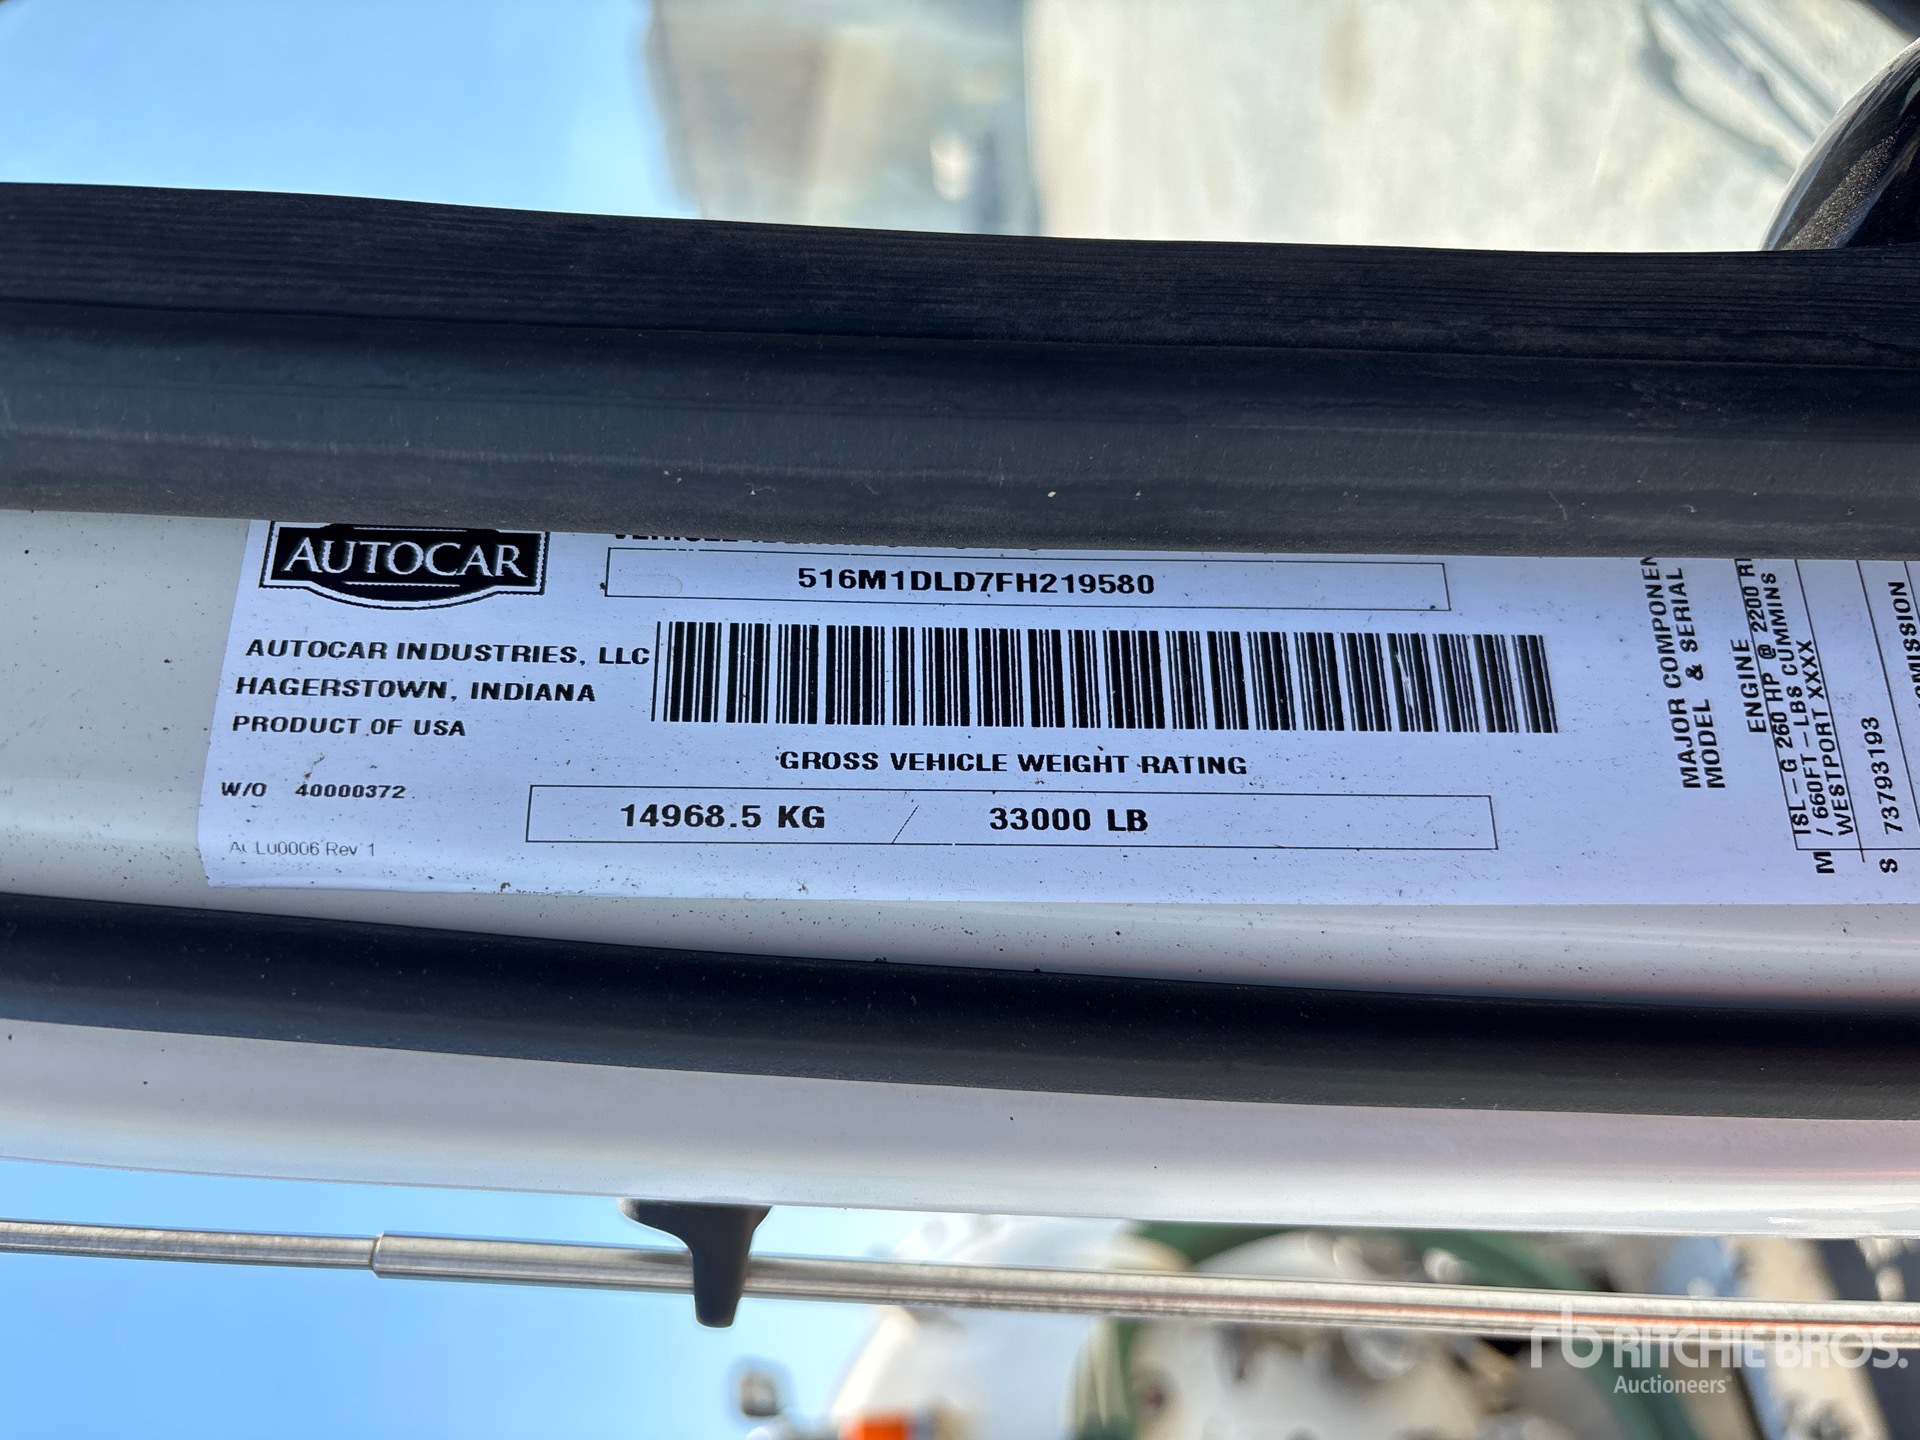 AUTOCAR
516M1DLD7FH219580
AUTOCAR INDUSTRIES, LLC
HAGERSTOWN, INDIANA
PRODUCT OF USA
GROSS VEHICLE WEIGHT RATING
W/O 40000372
14968.5 KG / 33000 LB
Rev 1
MAJOR
MODEL & SERIAL
ENGINE
ISL-G 260 HP @ 2200
M / 660FT-LBS CUMMINS
WESTPORT XXXX
S 73793193
rb RITCHIE BROS.
Auctioneers